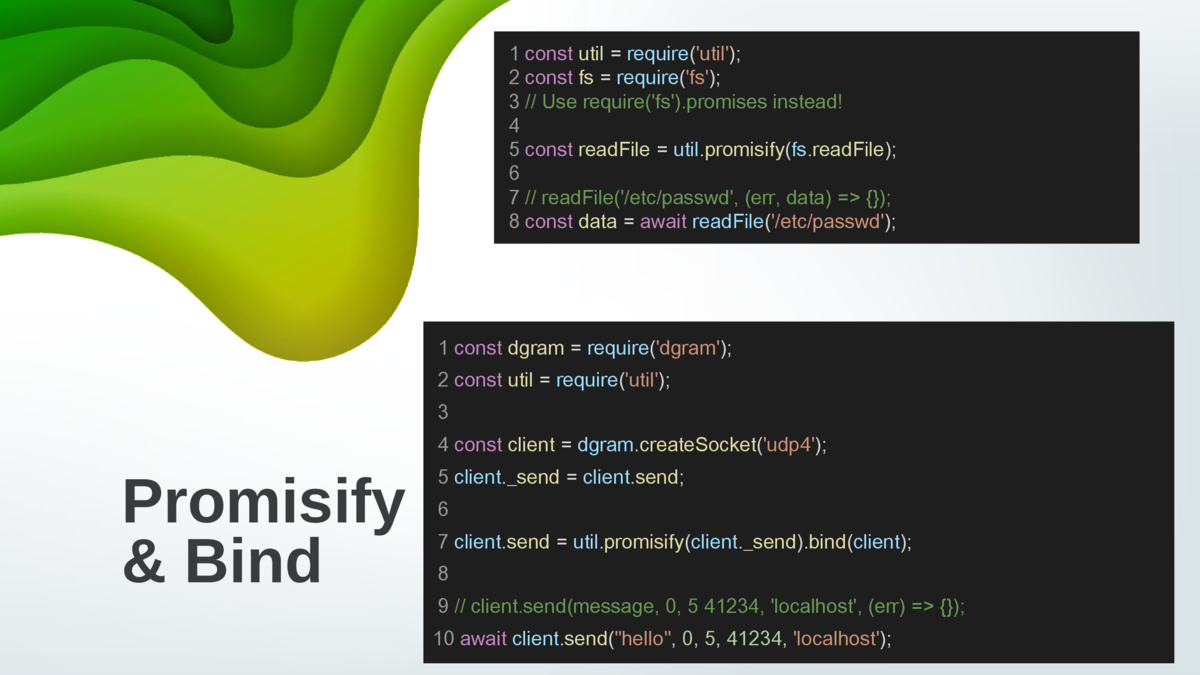 1 const util = require('util');
2 const fs = require('fs');
3 // Use require('fs').promises instead!
4
5 const readFile = util.promisify(fs.readFile);
6
7 // readFile('/etc/passwd', (err, data) => {});
8 const data = await readFile('/etc/passwd');
Promisify
& Bind
1 const dgram = require('dgram');
2 const util = require('util');
3
4 const client = dgram.createSocket('udp4');
5 client._send = client.send;
6
7 client.send = util.promisify(client._send).bind(client);
8
9 // client.send(message, 0, 5 41234, 'localhost', (err) => {});
10 await client.send("hello", 0, 5, 41234, 'localhost');